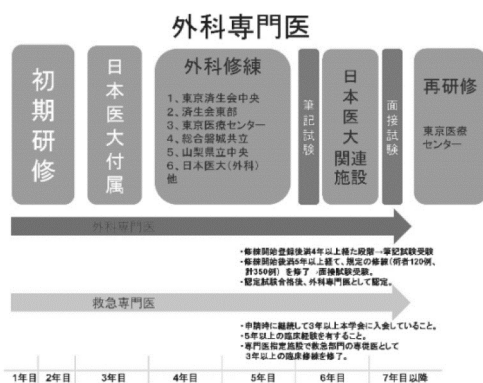 外科専門医
初期研修
日本医大付属
外科修練
1、東京済生会中央
2、済生会東部
3、東京医療センター
4、総合磐城共立
5、山梨県立中央
6、日本医大(外科)
他
筆記試験
日本医大
関連
施設
面接試験
再研修
東京医療
センター
外科専門医
・修練開始登録後満4年以上経た段階→筆記試験受験
・修練開始後満5年以上経て、規定の修練(術者120例、
計350例)を修了→面接試験受験。
・認定試験合格後、外科専門医として認定。
救急専門医
・申請時に継続して3年以上本学会に入会していること。
・5年以上の臨床経験を有すること。
・専門医指定施設で救急部門の専従医として
3年以上の臨床修練を修了。
1年目 2年目 3年目 4年目 5年目 6年目 7年目以降